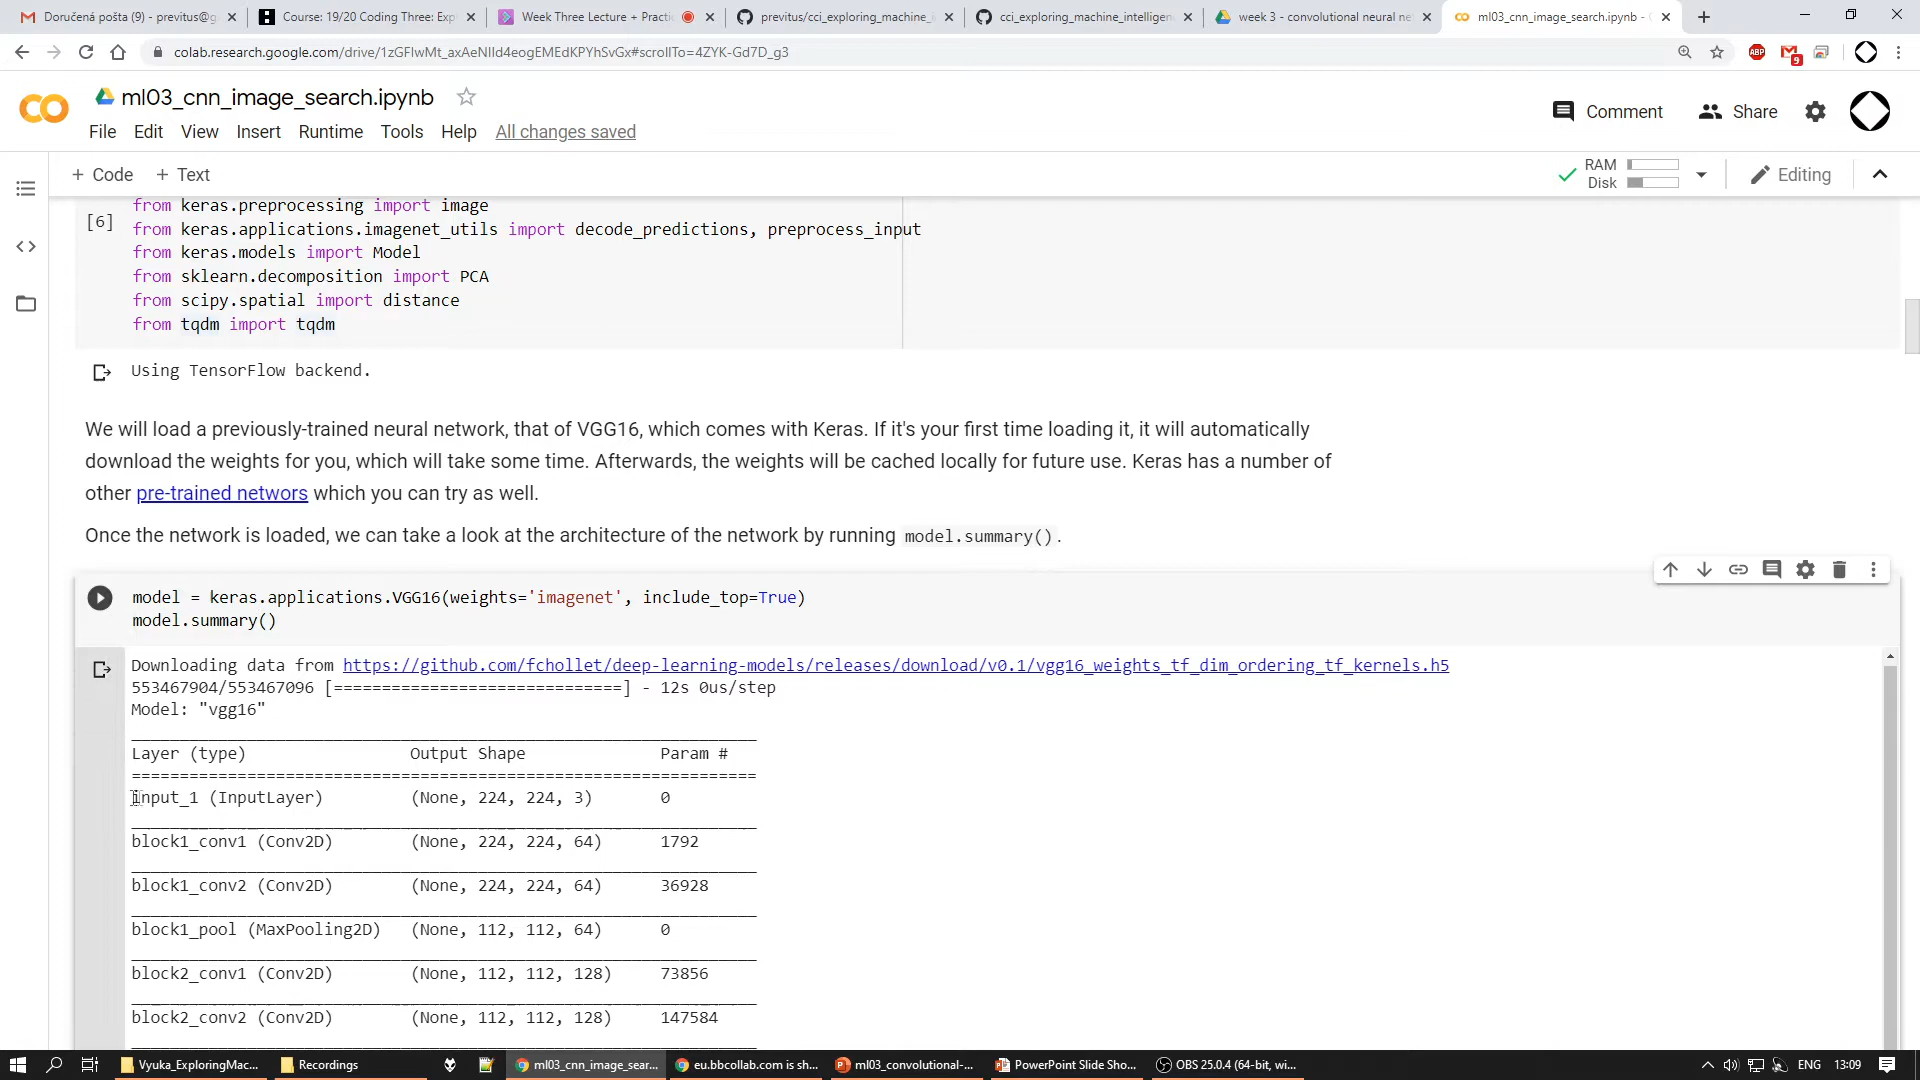 Doručená pošta (9) - previtus@g
Course: 19/20 Coding Three: Exp
Week Three Lecture + Practi
previtus/cci_exploring_machine_i
cci_exploring_machine_intelligen
week 3 - convolutional neural ne
ml03_cnn_image_search.ipynb -
colab.research.google.com/drive/1zGFIwMt_axAeNIld4eogEMEdKPYhSvGx#scrollTo=4ZYK-Gd7D_g3
ABP
9
ml03_cnn_image_search.ipynb
Comment
Share
File Edit View Insert Runtime Tools Help All changes saved
+ Code + Text
RAM
Disk
Editing
from keras.preprocessing import image
[6]
from keras.applications.imagenet_utils import decode_predictions, preprocess_input
from keras.models import Model
from sklearn.decomposition import PCA
from scipy.spatial import distance
from tqdm import tqdm
Using TensorFlow backend.
We will load a previously-trained neural network, that of VGG16, which comes with Keras. If it's your first time loading it, it will automatically
download the weights for you, which will take some time. Afterwards, the weights will be cached locally for future use. Keras has a number of
other pre-trained networs which you can try as well.
Once the network is loaded, we can take a look at the architecture of the network by running model.summary().
model = keras.applications.VGG16(weights='imagenet', include_top=True)
model.summary()
Downloading data from https://github.com/fchollet/deep-learning-models/releases/download/v0.1/vgg16_weights_tf_dim_ordering_tf_kernels.h5
553467904/553467096 [==============================] - 12s 0us/step
Model: "vgg16"
Layer (type) Output Shape Param #
=================================================================
input_1 (InputLayer) (None, 224, 224, 3) 0
block1_conv1 (Conv2D) (None, 224, 224, 64) 1792
block1_conv2 (Conv2D) (None, 224, 224, 64) 36928
block1_pool (MaxPooling2D) (None, 112, 112, 64) 0
block2_conv1 (Conv2D) (None, 112, 112, 128) 73856
block2_conv2 (Conv2D) (None, 112, 112, 128) 147584
Vyuka_ExploringMac...
Recordings
ml03_cnn_image_sear...
eu.bbcollab.com is sh...
ml03_convolutional-...
PowerPoint Slide Sho...
OBS 25.0.4 (64-bit, wi...
ENG
13:09